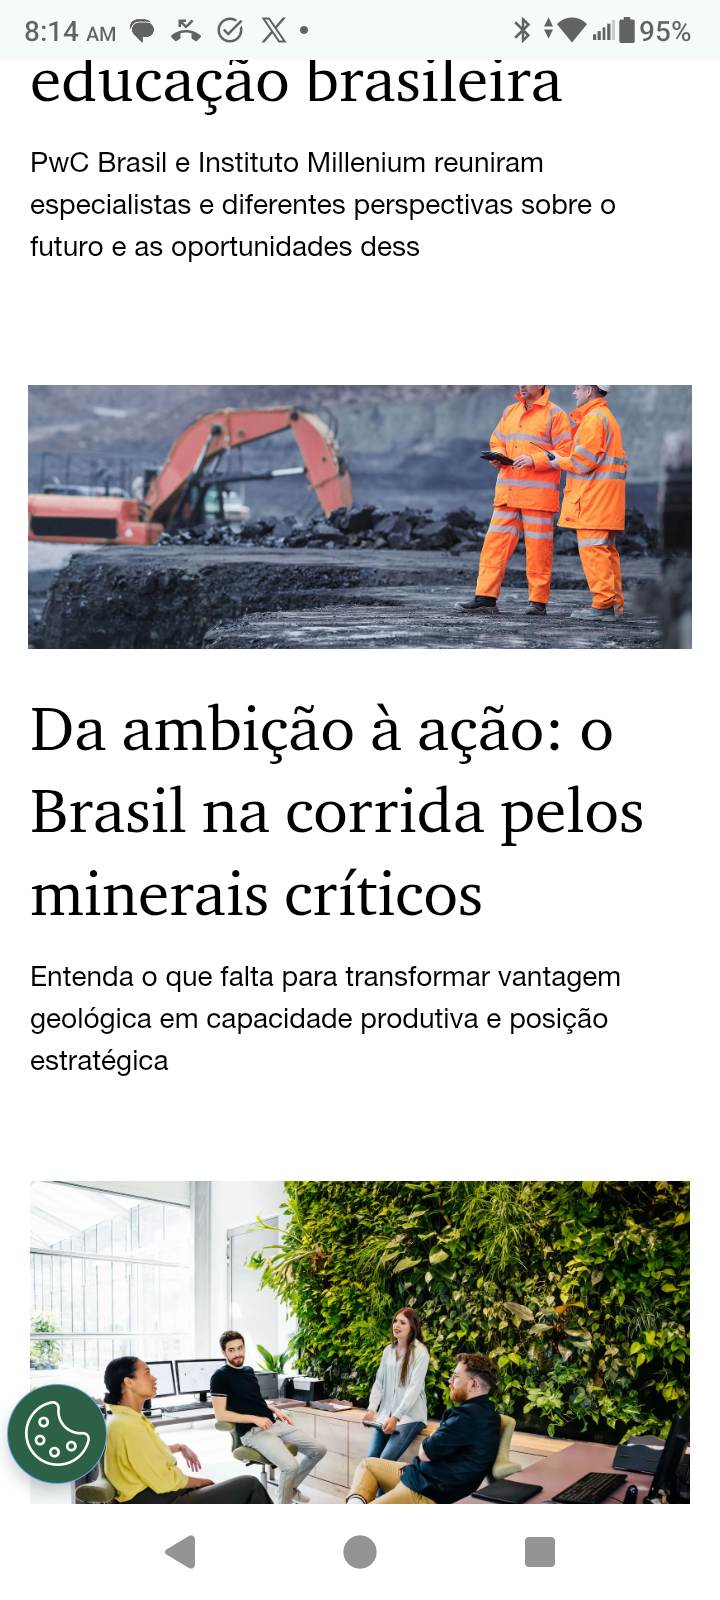 8:14 AM
95%
educação brasileira
PwC Brasil e Instituto Millenium reuniram
especialistas e diferentes perspectivas sobre o
futuro e as oportunidades dess
Da ambição à ação: o
Brasil na corrida pelos
minerais críticos
Entenda o que falta para transformar vantagem
geológica em capacidade produtiva e posição
estratégica